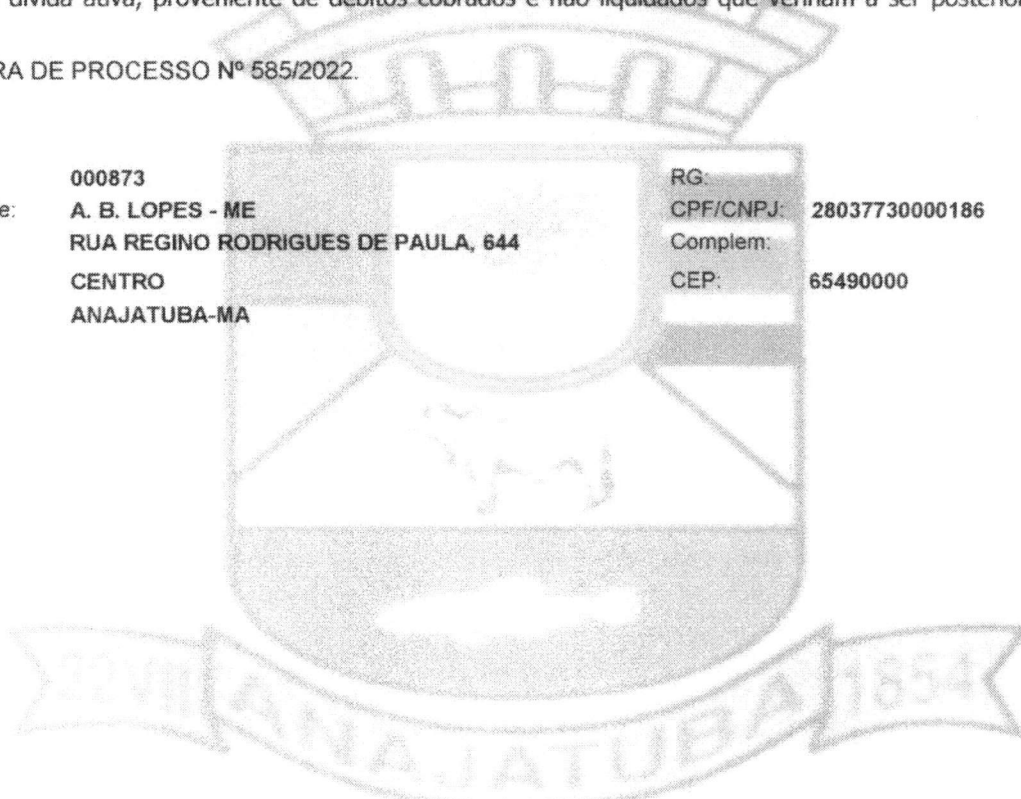 dívida ativa, proveniente de débitos cobrados e não liquidados que venham a ser posterior
RA DE PROCESSO Nº 585/2022.
000873 RG:
e: A. B. LOPES - ME CPF/CNPJ: 28037730000186
RUA REGINO RODRIGUES DE PAULA, 644 Complem:
CENTRO CEP: 65490000
ANAJATUBA-MA
22 VII ANAJATUBA 1854